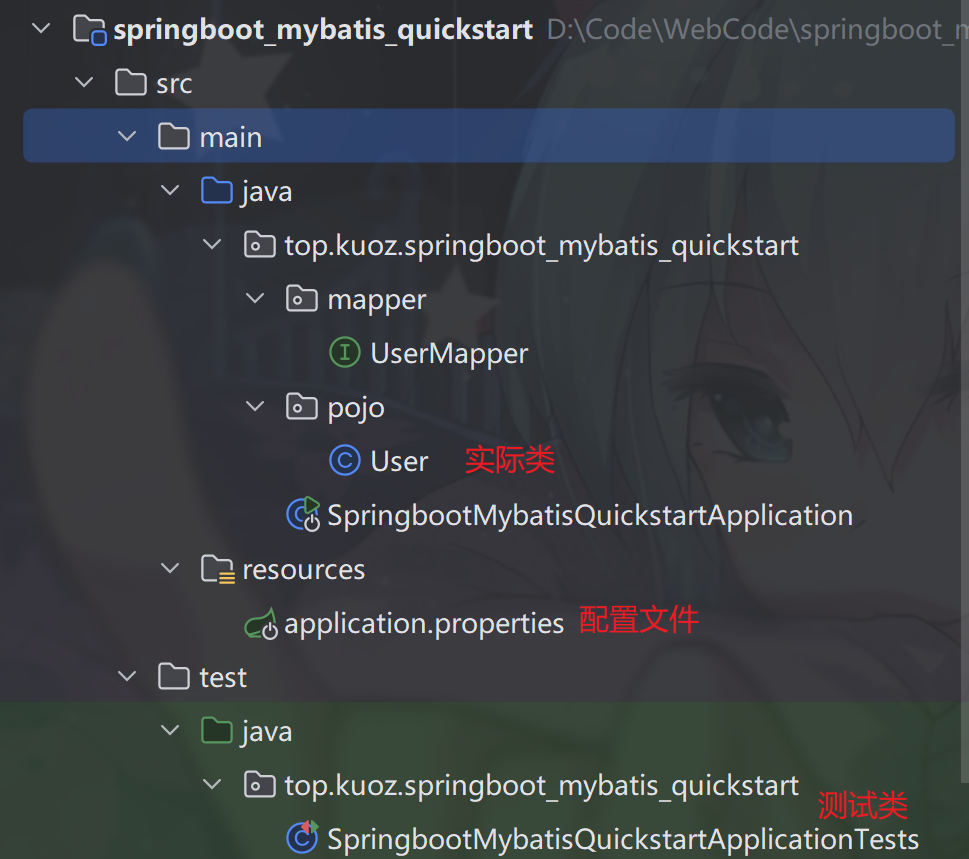 springboot_mybatis_quickstart D:\Code\WebCode\springboot_
src
main
java
top.kuoz.springboot_mybatis_quickstart
mapper
UserMapper
pojo
User 实际类
SpringbootMybatisQuickstartApplication
resources
application.properties 配置文件
test
java
top.kuoz.springboot_mybatis_quickstart
测试类
SpringbootMybatisQuickstartApplicationTests